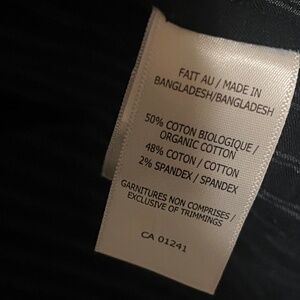 FAIT AU / MADE IN
BANGLADESH/BANGLADESH
50% COTON BIOLOGIQUE /
ORGANIC COTTON
48% COTON / COTTON
2% SPANDEX / SPANDEX
GARNITURES NON COMPRISES /
EXCLUSIVE OF TRIMMINGS
CA 01241